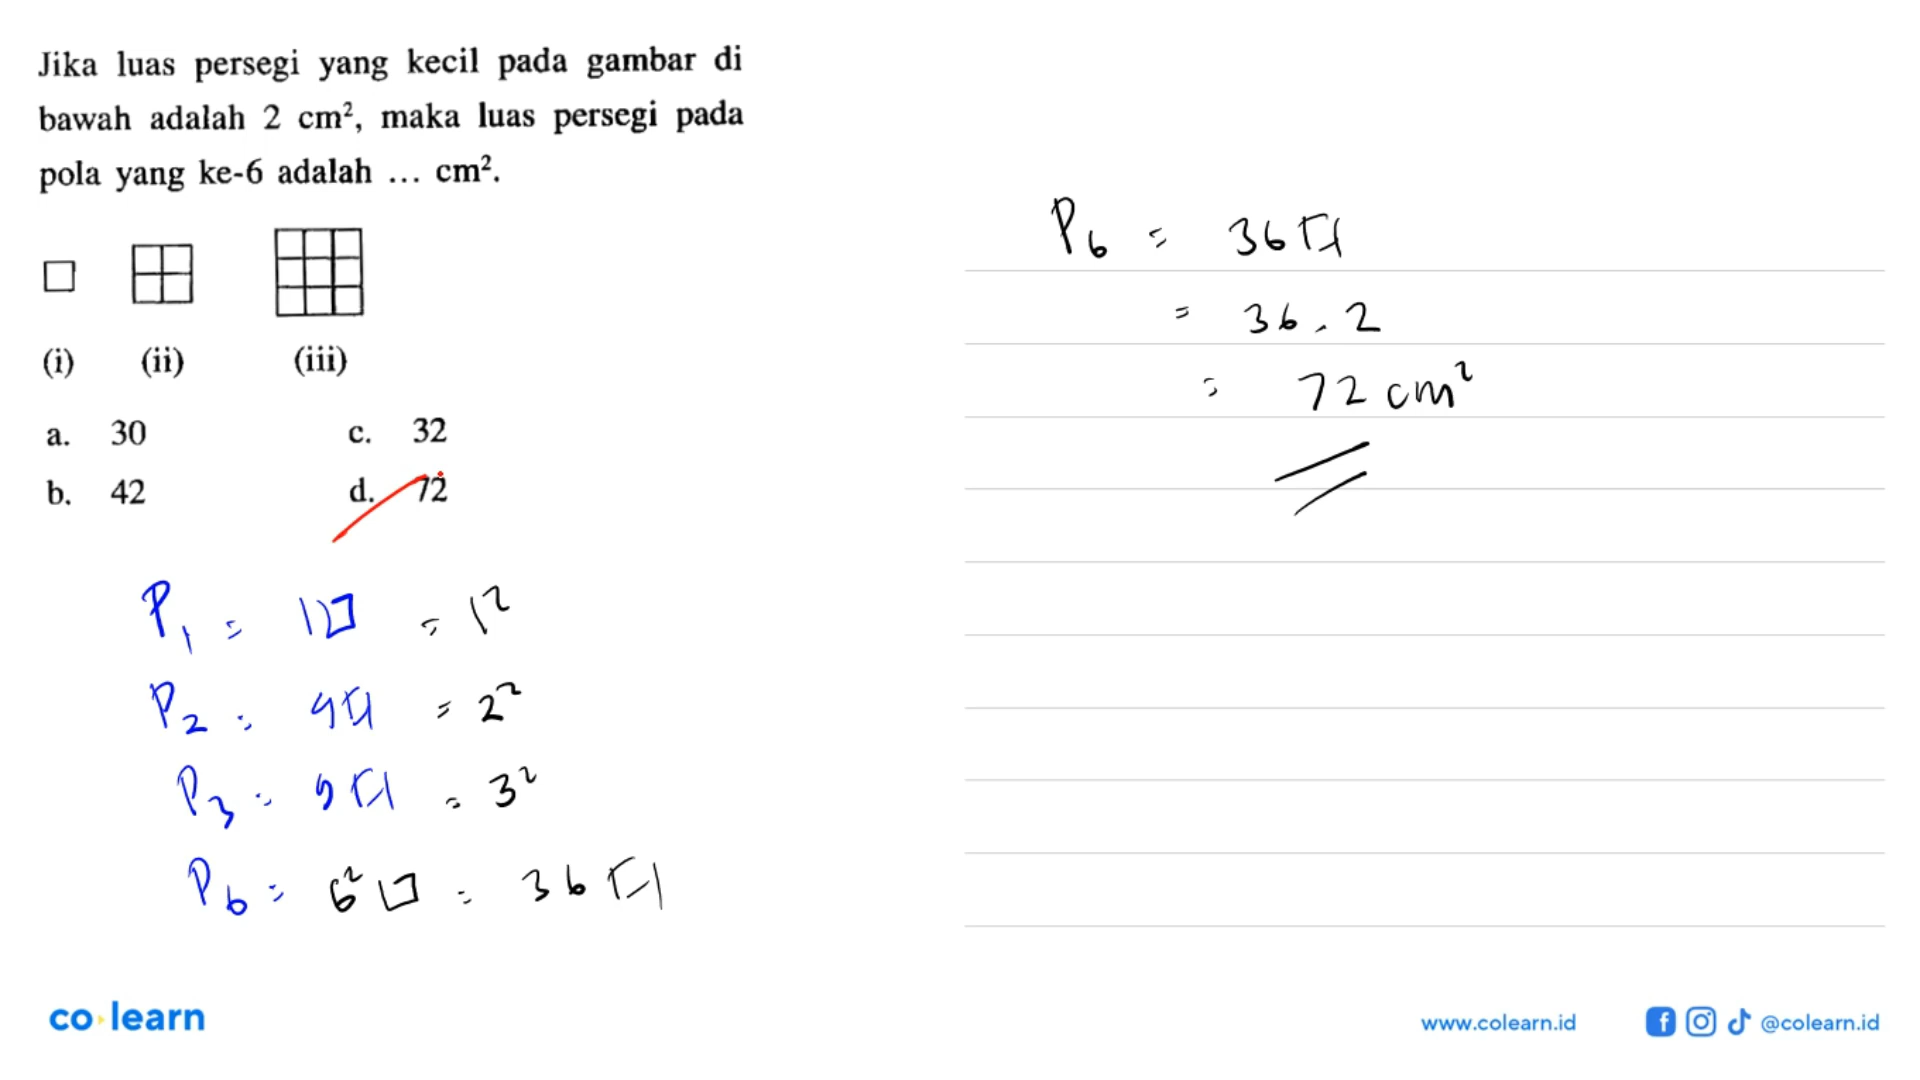 Jika luas persegi yang kecil pada gambar di
bawah adalah 2 cm², maka luas persegi pada
pola yang ke-6 adalah ... cm².
(i) (ii) (iii)
a. 30 c. 32
b. 42 d. 72
P₁ = 1□ = 1²
P₂ = 4□ = 2²
P₃ = 9□ = 3²
P₆ = 6²□ = 36□
P₆ = 36□
= 36 . 2
= 72 cm²
co learn
www.colearn.id @colearn.id